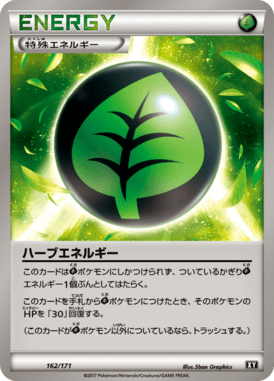 ENERGY
特殊エネルギー
ハーブエネルギー
このカードは草ポケモンにしかつけられず、ついているかぎり草
エネルギー1個ぶんとしてはたらく。
このカードを手札から草ポケモンにつけたとき、そのポケモンの
HPを「30」回復する。
(このカードが草ポケモン以外についているなら、トラッシュする。)
162/171
Illus.5ban Graphics
XY
©2017 Pokémon/Nintendo/Creatures/GAME FREAK.